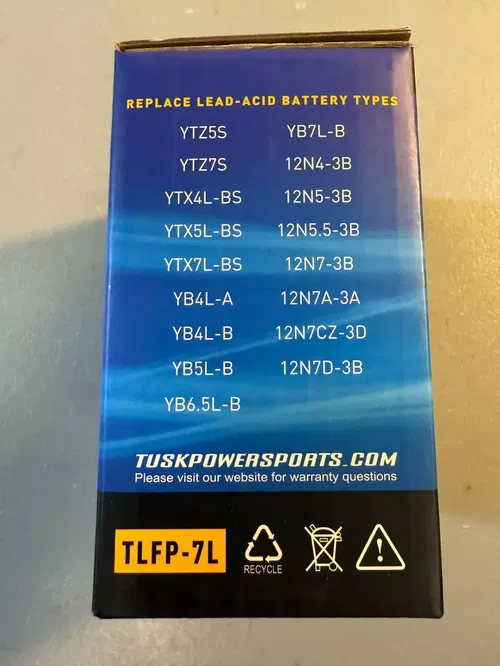 REPLACE LEAD-ACID BATTERY TYPES
YTZ5S YB7L-B
YTZ7S 12N4-3B
YTX4L-BS 12N5-3B
YTX5L-BS 12N5.5-3B
YTX7L-BS 12N7-3B
YB4L-A 12N7A-3A
YB4L-B 12N7CZ-3D
YB5L-B 12N7D-3B
YB6.5L-B
TUSKPOWERSPORTS.COM
Please visit our website for warranty questions
TLFP-7L
RECYCLE